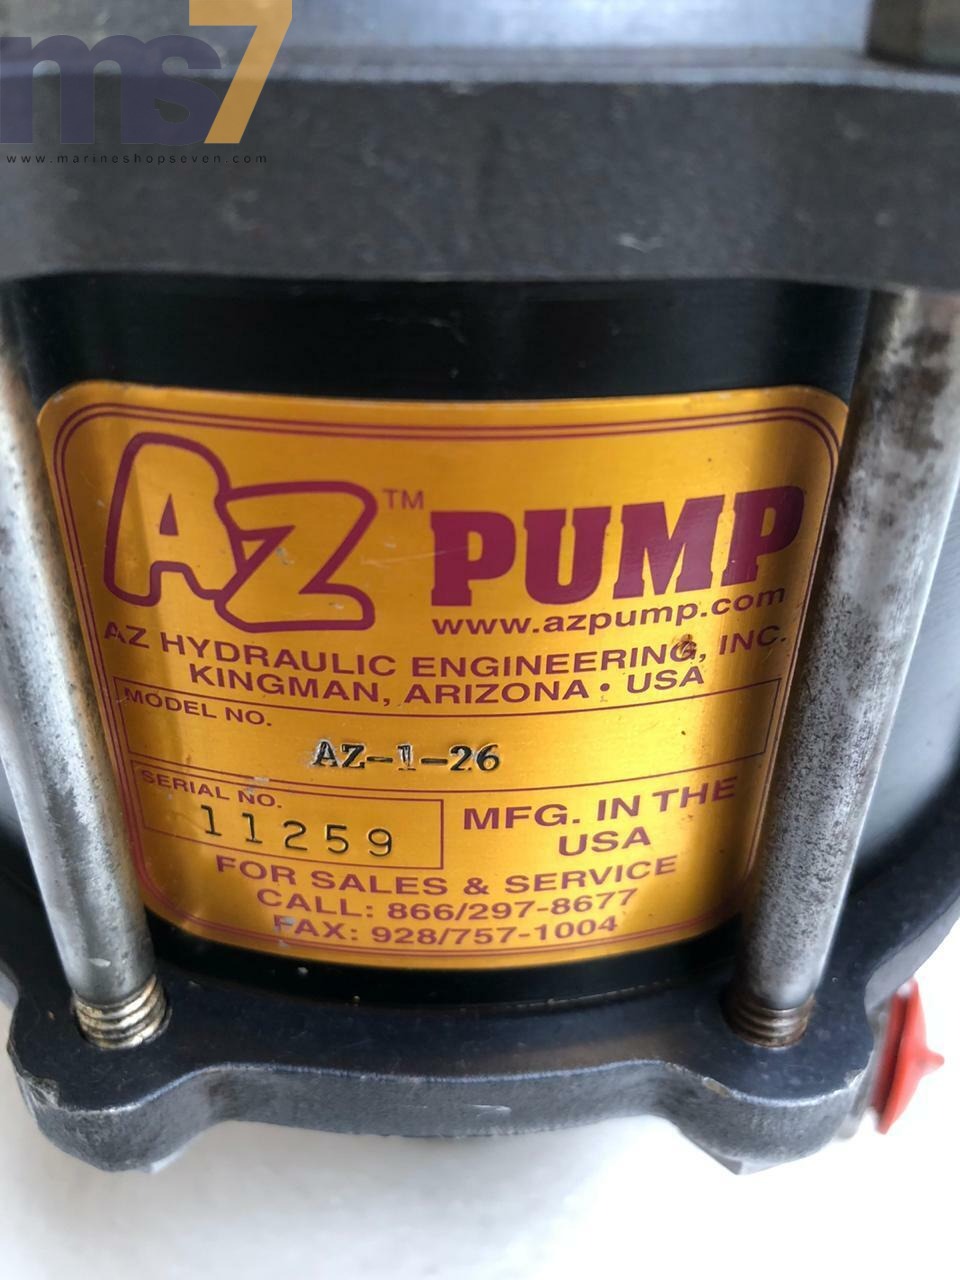 ms7
www.marineshopseven.com
AZ™ PUMP
www.azpump.com
AZ HYDRAULIC ENGINEERING, INC.
KINGMAN, ARIZONA • USA
MODEL NO.
AZ-1-26
SERIAL NO.
11259
MFG. IN THE
USA
FOR SALES & SERVICE
CALL: 866/297-8677
FAX: 928/757-1004